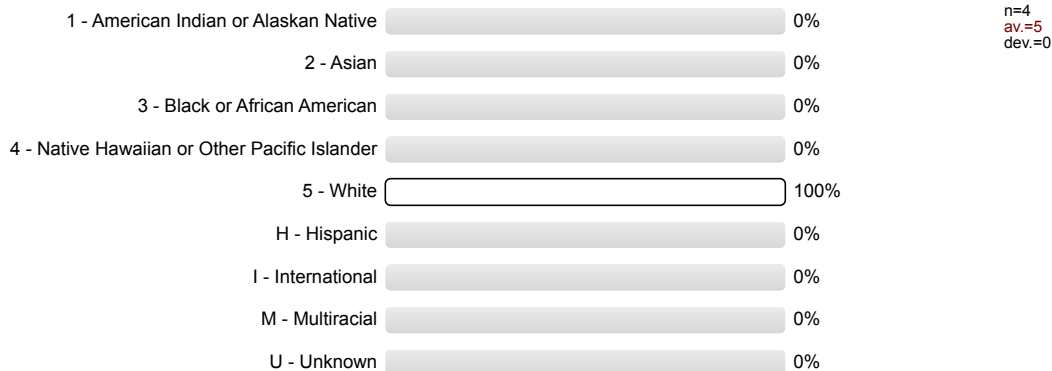 1 - American Indian or Alaskan Native 0%
2 - Asian 0%
3 - Black or African American 0%
4 - Native Hawaiian or Other Pacific Islander 0%
5 - White 100%
H - Hispanic 0%
I - International 0%
M - Multiracial 0%
U - Unknown 0%
n=4
av.=5
dev.=0